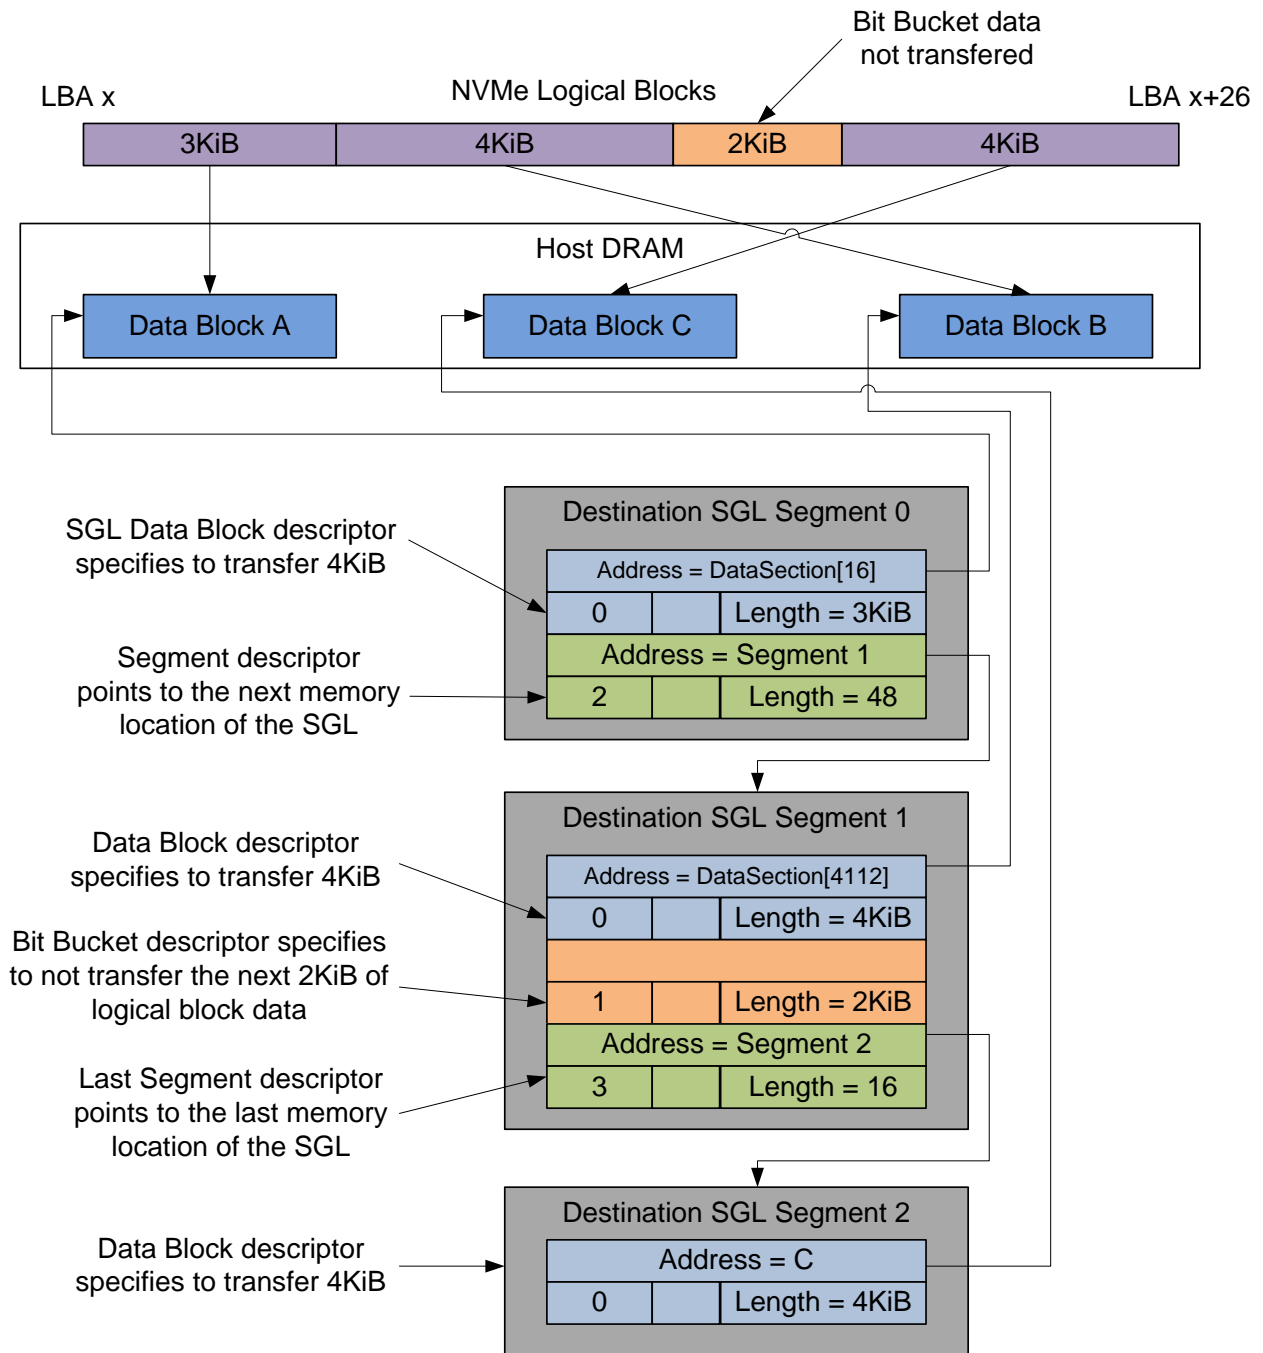 Bit Bucket data
not transfered
LBA x
NVMe Logical Blocks
LBA x+26
3KiB
4KiB
2KiB
4KiB
Host DRAM
Data Block A
Data Block C
Data Block B
Destination SGL Segment 0
SGL Data Block descriptor
specifies to transfer 4KiB
Address = DataSection[16]
0
Length = 3KiB
Segment descriptor
points to the next memory
location of the SGL
Address = Segment 1
2
Length = 48
Destination SGL Segment 1
Data Block descriptor
specifies to transfer 4KiB
Address = DataSection[4112]
0
Length = 4KiB
Bit Bucket descriptor specifies
to not transfer the next 2KiB of
logical block data
1
Length = 2KiB
Address = Segment 2
Last Segment descriptor
points to the last memory
location of the SGL
3
Length = 16
Destination SGL Segment 2
Data Block descriptor
specifies to transfer 4KiB
Address = C
0
Length = 4KiB